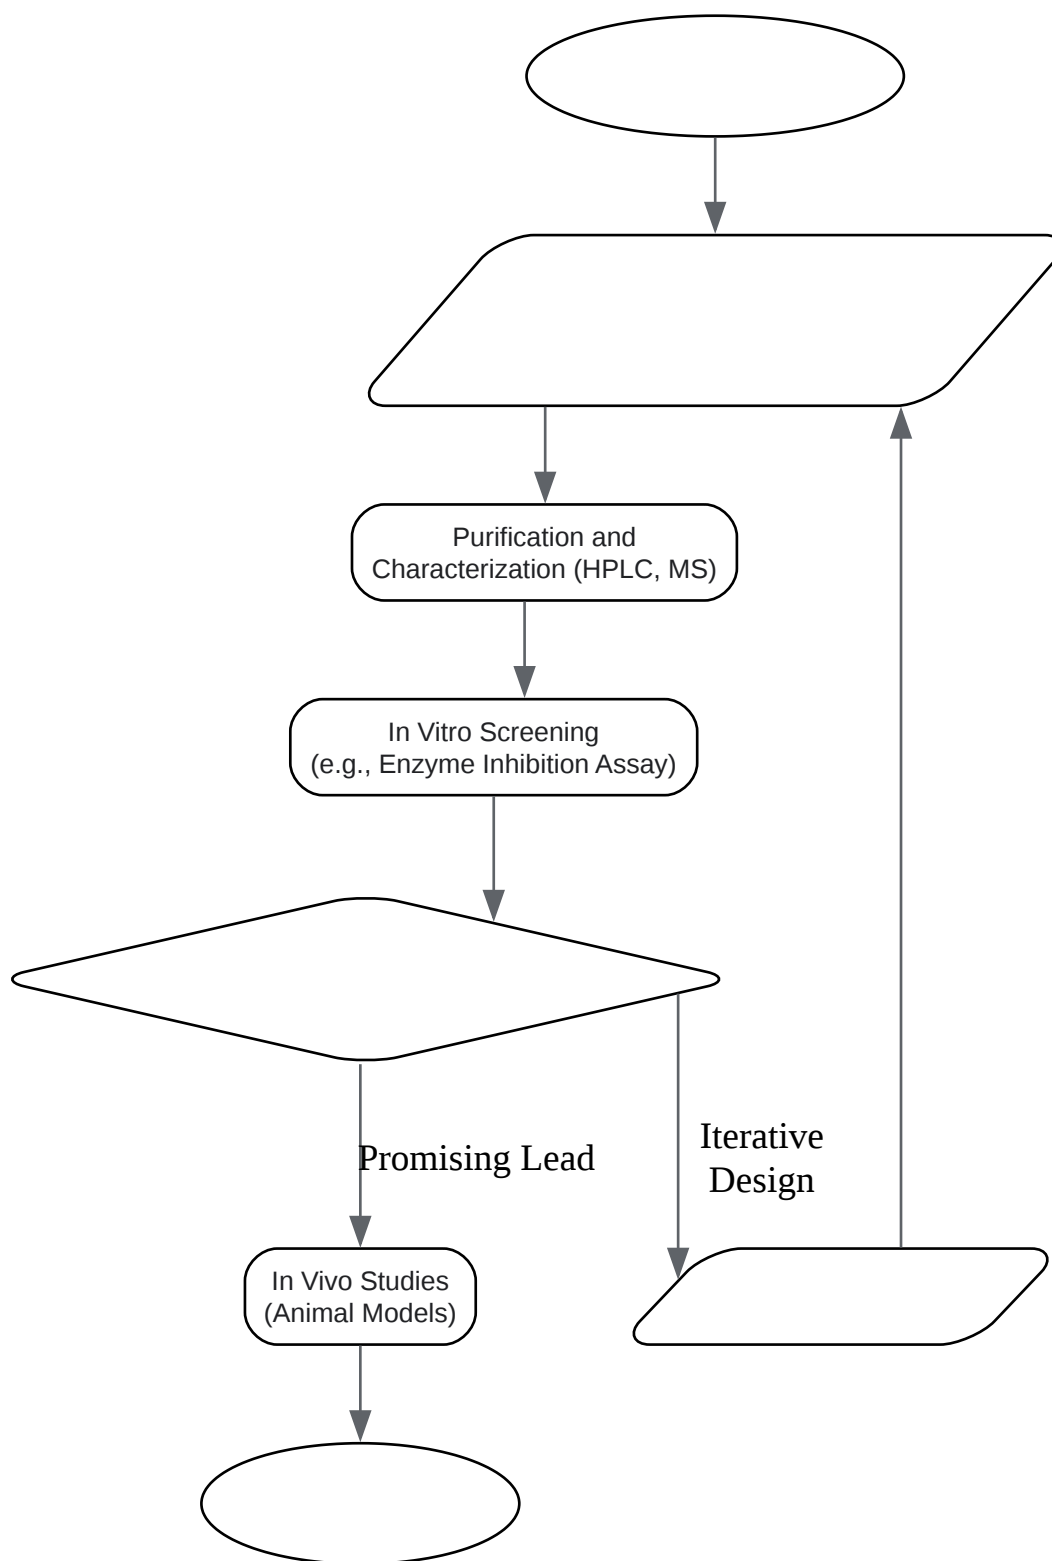 Purification and
Characterization (HPLC, MS)
In Vitro Screening
(e.g., Enzyme Inhibition Assay)
Promising Lead
Iterative
Design
In Vivo Studies
(Animal Models)